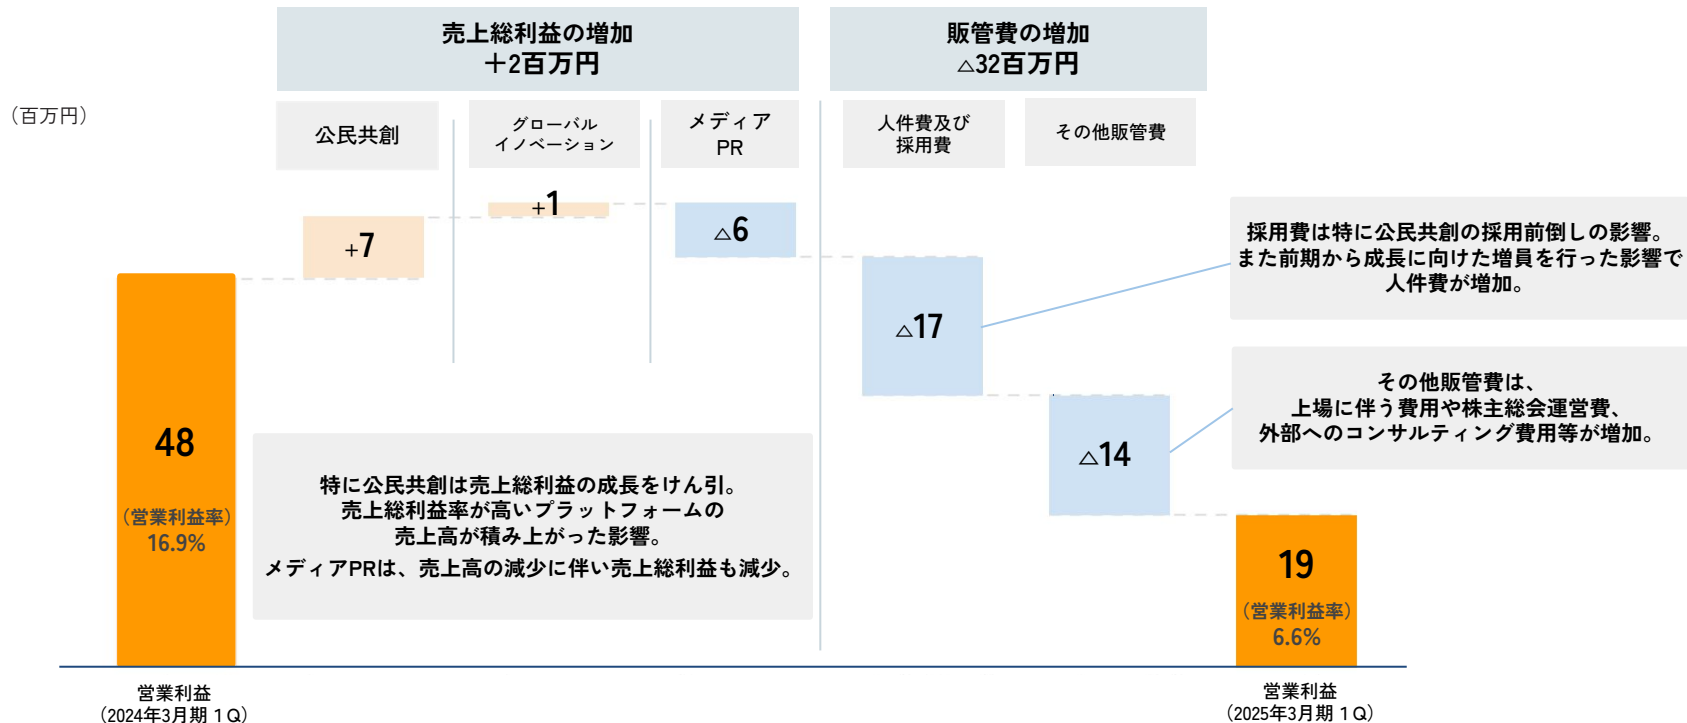 売上総利益の増加
+2百万円
販管費の増加
△32百万円
（百万円）
公民共創
グローバル
イノベーション
メディア
PR
人件費及び
採用費
その他販管費
+7
+1
△6
△17
△14
採用費は特に公民共創の採用前倒しの影響。
また前期から成長に向けた増員を行った影響で
人件費が増加。
その他販管費は、
上場に伴う費用や株主総会運営費、
外部へのコンサルティング費用等が増加。
48
（営業利益率）
16.9%
特に公民共創は売上総利益の成長をけん引。
売上総利益率が高いプラットフォームの
売上高が積み上がった影響。
メディアPRは、売上高の減少に伴い売上総利益も減少。
19
（営業利益率）
6.6%
営業利益
（2024年3月期 1 Q）
営業利益
（2025年3月期 1 Q）